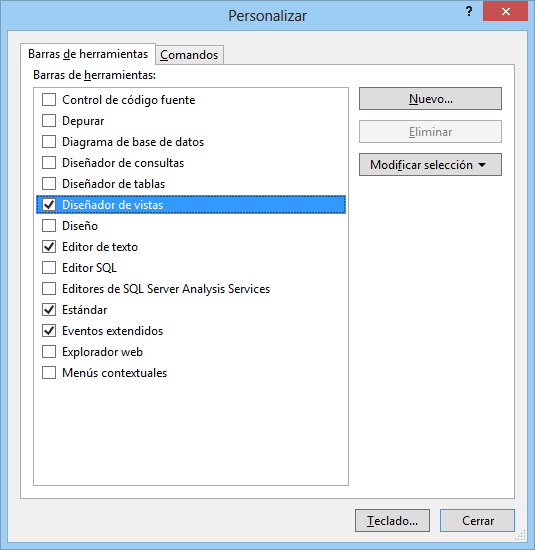 Personalizar
?
Barras de herramientas
Comandos
Barras de herramientas:
Control de código fuente
Depurar
Diagrama de base de datos
Diseñador de consultas
Diseñador de tablas
Diseñador de vistas
Diseño
Editor de texto
Editor SQL
Editores de SQL Server Analysis Services
Estándar
Eventos extendidos
Explorador web
Menús contextuales
Nuevo...
Eliminar
Modificar selección
Teclado...
Cerrar